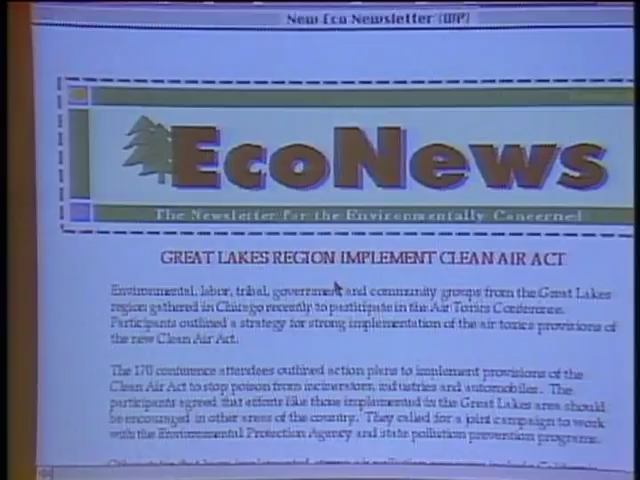 New Eco Newsletter (WP)
EcoNews
The Newsletter for the Environmentally Concerned
GREAT LAKES REGION IMPLEMENT CLEAN AIR ACT
Environmental, labor, tribal, government and community groups from the Great Lakes
region gathered in Chicago recently to participate in the Air Toxics Conference.
Participants outlined a strategy for strong implementation of the air toxics provisions of
the new Clean Air Act.
The 170 conference attendees outlined action plans to implement provisions of the
Clean Air Act to stop poison from incinerators, industries and automobiles. The
participants agreed that efforts like those implemented in the Great Lakes area should
be encouraged in other areas of the country. They called for a joint campaign to work
with the Environmental Protection Agency and state pollution prevention programs.